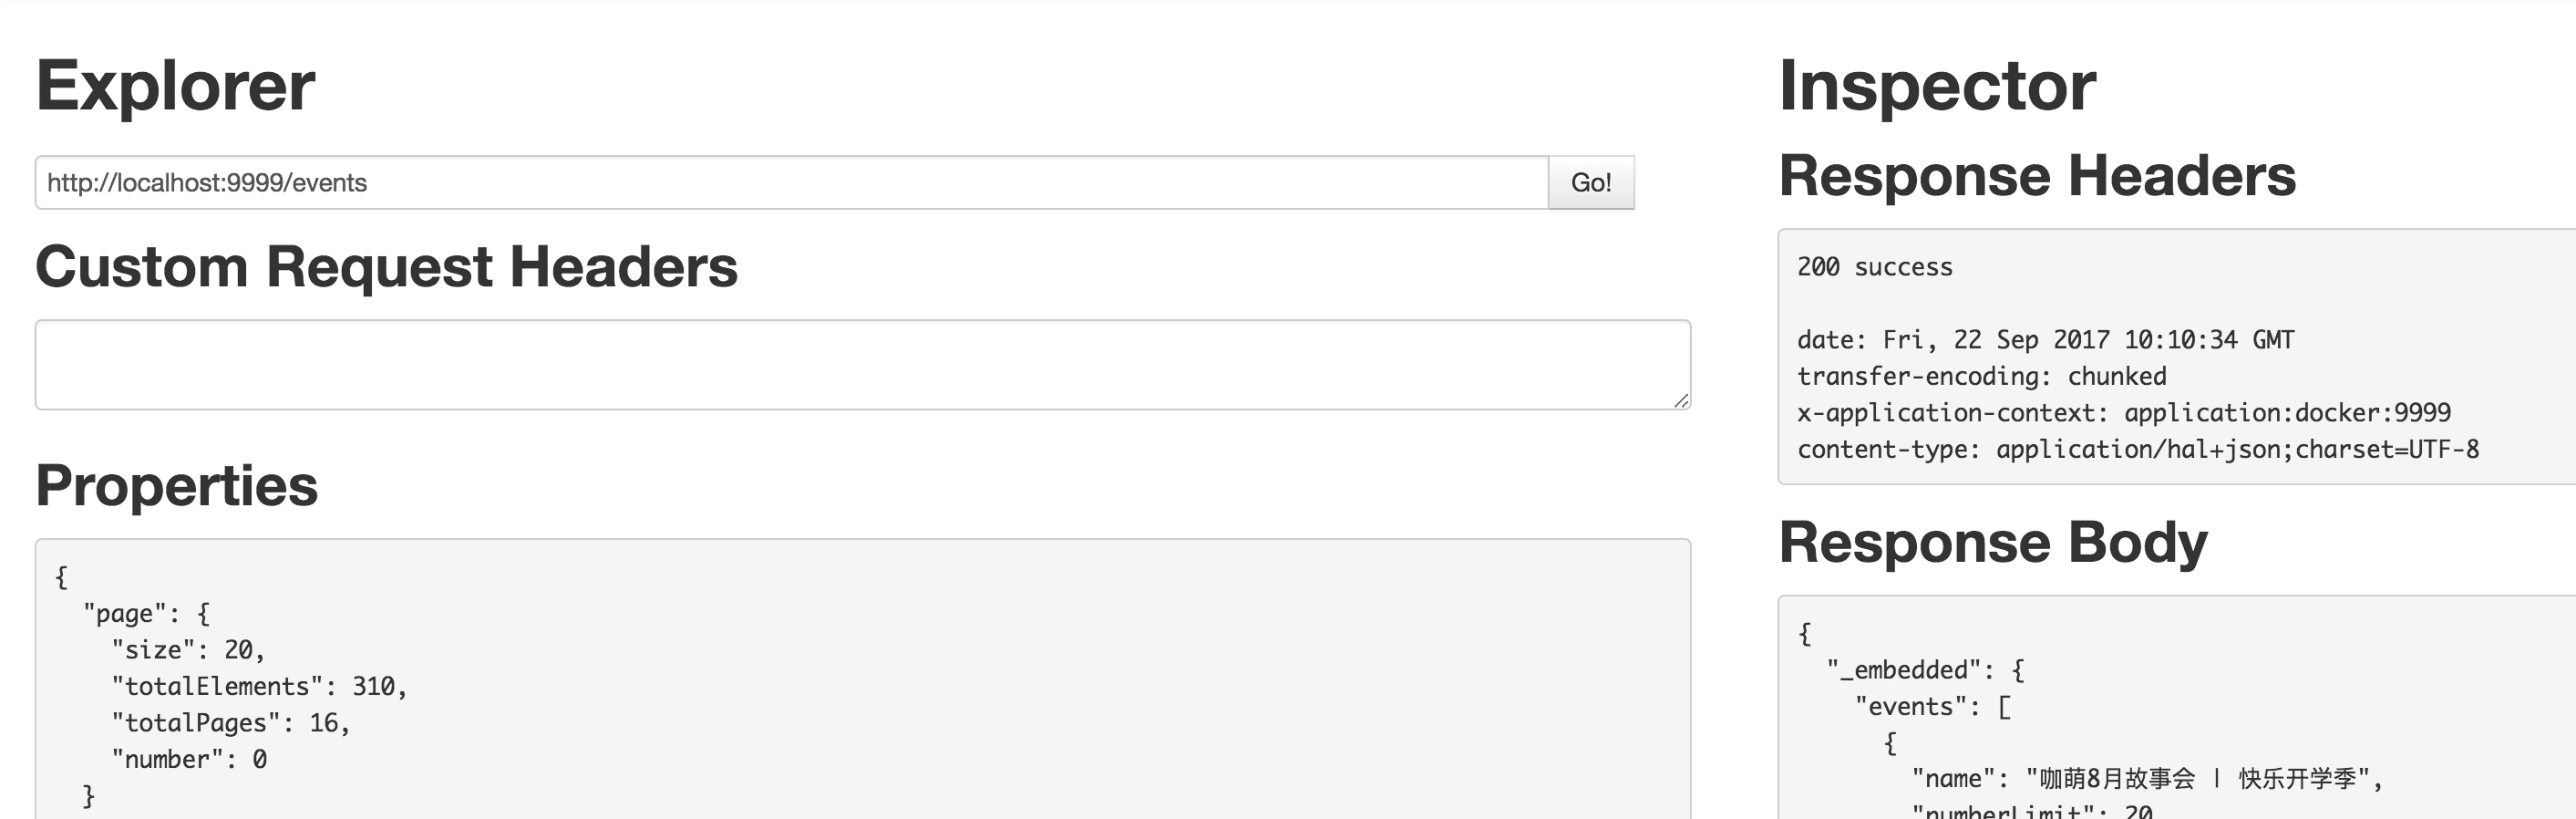 Explorer
http://localhost:9999/events
Go!
Custom Request Headers
Properties
{
"page": {
"size": 20,
"totalElements": 310,
"totalPages": 16,
"number": 0
}
Inspector
Response Headers
200 success
date: Fri, 22 Sep 2017 10:10:34 GMT
transfer-encoding: chunked
x-application-context: application:docker:9999
content-type: application/hal+json;charset=UTF-8
Response Body
{
"_embedded": {
"events": [
{
"name": "咖萌8月故事会 | 快乐开学季",
"numberLimit": 20